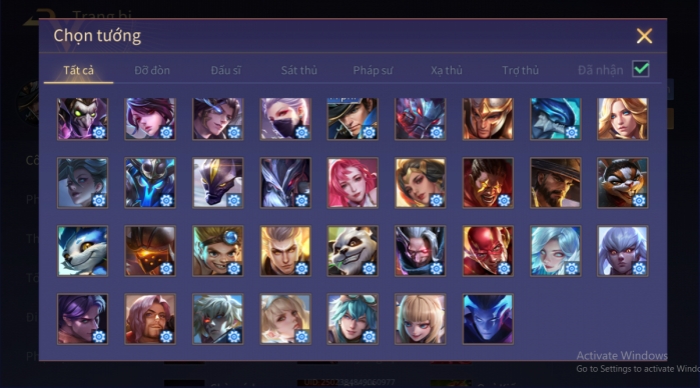 Trang bị
Chọn tướng
Tất cả Đỡ đòn Đấu sĩ Sát thủ Pháp sư Xạ thủ Trợ thủ Đã nhận
Activate Windows
Go to Settings to activate Wind